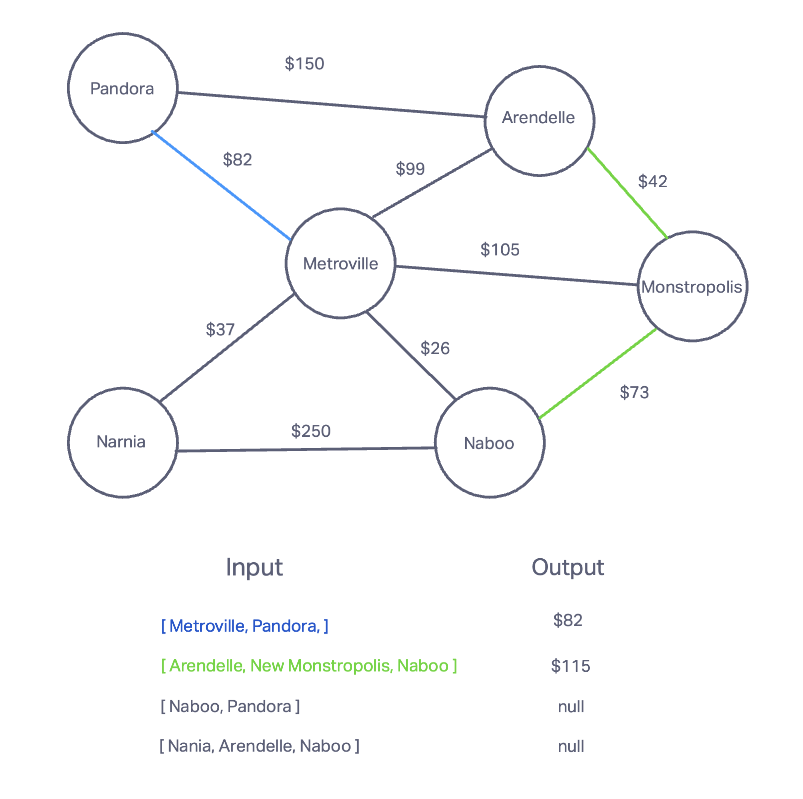 $150
Pandora
Arendelle
$82
$99
$42
$105
Metroville
Monstropolis
$37
$26
$73
$250
Narnia
Naboo
Input Output
[ Metroville, Pandora, ] $82
[ Arendelle, New Monstropolis, Naboo ] $115
[ Naboo, Pandora ] null
[ Nania, Arendelle, Naboo ] null